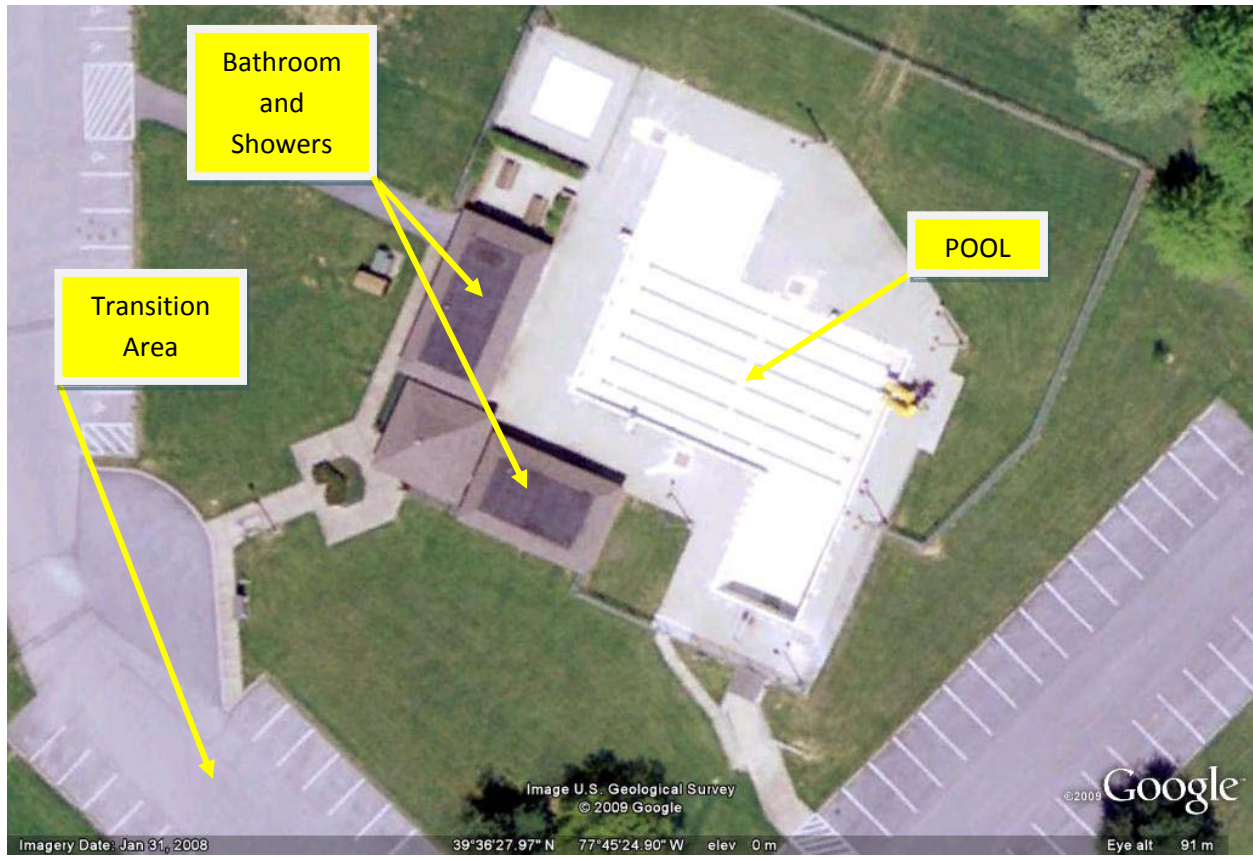 Bathroom
and
Showers
POOL
Transition
Area
Image U.S. Geological Survey
© 2009 Google
©2009 Google
Imagery Date: Jan 31, 2008 39°36'27.97" N 77°45'24.90" W elev 0 m Eye alt 91 m